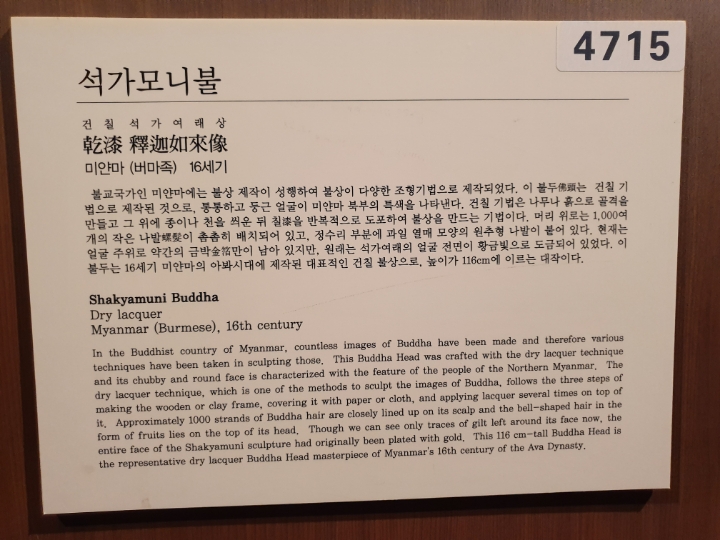 4715
석가모니불
건 칠 석 가 여 래 상
乾漆 釋迦如來像
미얀마 (버마족) 16세기
불교국가인 미얀마에는 불상 제작이 성행하여 불상이 다양한 조형기법으로 제작되었다. 이 불두佛頭는 건칠 기
법으로 제작된 것으로, 통통하고 둥근 얼굴이 미얀마 북부의 특색을 나타낸다. 건칠 기법은 나무나 흙으로 골격을
만들고 그 위에 종이나 천을 씌운 뒤 칠漆을 반복적으로 도포하여 불상을 만드는 기법이다. 머리 위로는 1,000여
개의 작은 나발螺髮이 촘촘히 배치되어 있고, 정수리 부분에 과일 열매 모양의 원추형 나발이 붙어 있다. 현재는
얼굴 주위로 약간의 금박金箔만이 남아 있지만, 원래는 석가여래의 얼굴 전면이 황금빛으로 도금되어 있었다. 이
불두는 16세기 미얀마의 아봐시대에 제작된 대표적인 건칠 불상으로, 높이가 116cm에 이르는 대작이다.
Shakyamuni Buddha
Dry lacquer
Myanmar (Burmese), 16th century
In the Buddhist country of Myanmar, countless images of Buddha have been made and therefore various
techniques have been taken in sculpting those. This Buddha Head was crafted with the dry lacquer technique
and its chubby and round face is characterized with the feature of the people of the Northern Myanmar. The
dry lacquer technique, which is one of the methods to sculpt the images of Buddha, follows the three steps of
making the wooden or clay frame, covering it with paper or cloth, and applying lacquer several times on top of
it. Approximately 1000 strands of Buddha hair are closely lined up on its scalp and the bell-shaped hair in the
form of fruits lies on the top of its head. Though we can see only traces of gilt left around its face now, the
entire face of the Shakyamuni sculpture had originally been plated with gold. This 116 cm-tall Buddha Head is
the representative dry lacquer Buddha Head masterpiece of Myanmar's 16th century of the Ava Dynasty.